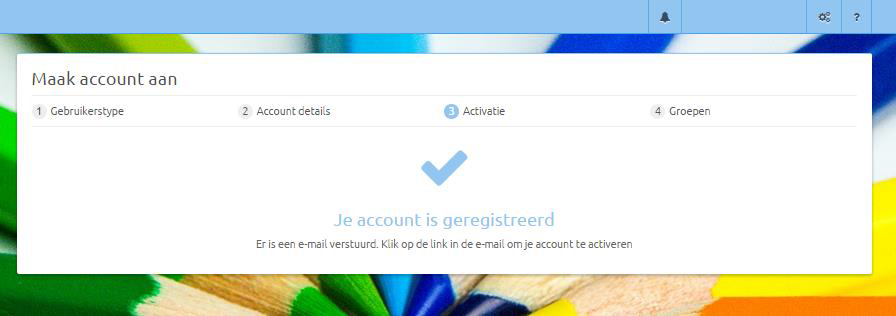 ?
Maak account aan
1 Gebruikerstype 2 Account details 3 Activatie 4 Groepen
Je account is geregistreerd
Er is een e-mail verstuurd. Klik op de link in de e-mail om je account te activeren